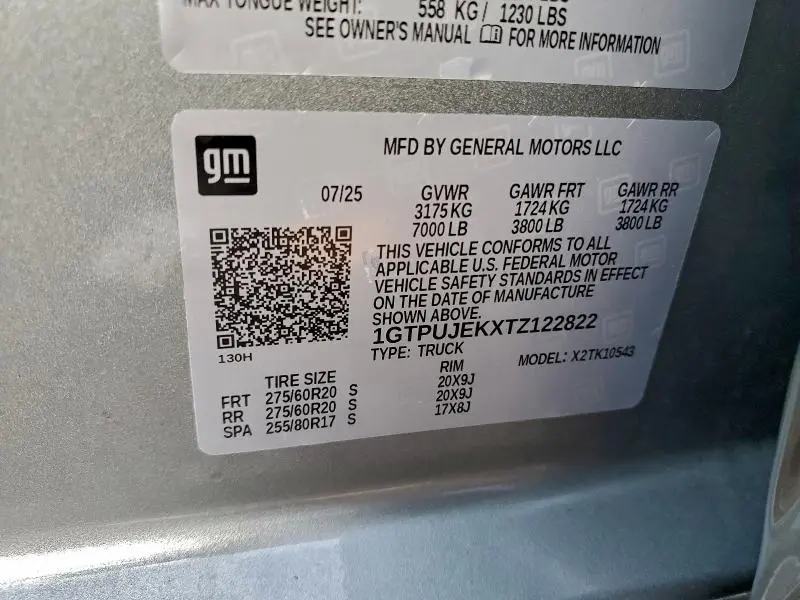 MAX TONGUE WEIGHT: 558 KG / 1230 LBS
SEE OWNER'S MANUAL FOR MORE INFORMATION
gm
MFD BY GENERAL MOTORS LLC
07/25 GVWR GAWR FRT GAWR RR
3175 KG 1724 KG 1724 KG
7000 LB 3800 LB 3800 LB
THIS VEHICLE CONFORMS TO ALL
APPLICABLE U.S. FEDERAL MOTOR
VEHICLE SAFETY STANDARDS IN EFFECT
ON THE DATE OF MANUFACTURE
SHOWN ABOVE.
1GTPUJEKXTZ122822
TYPE: TRUCK MODEL: X2TK10543
130H
TIRE SIZE RIM
FRT 275/60R20 S 20X9J
RR 275/60R20 S 20X9J
SPA 255/80R17 S 17X8J